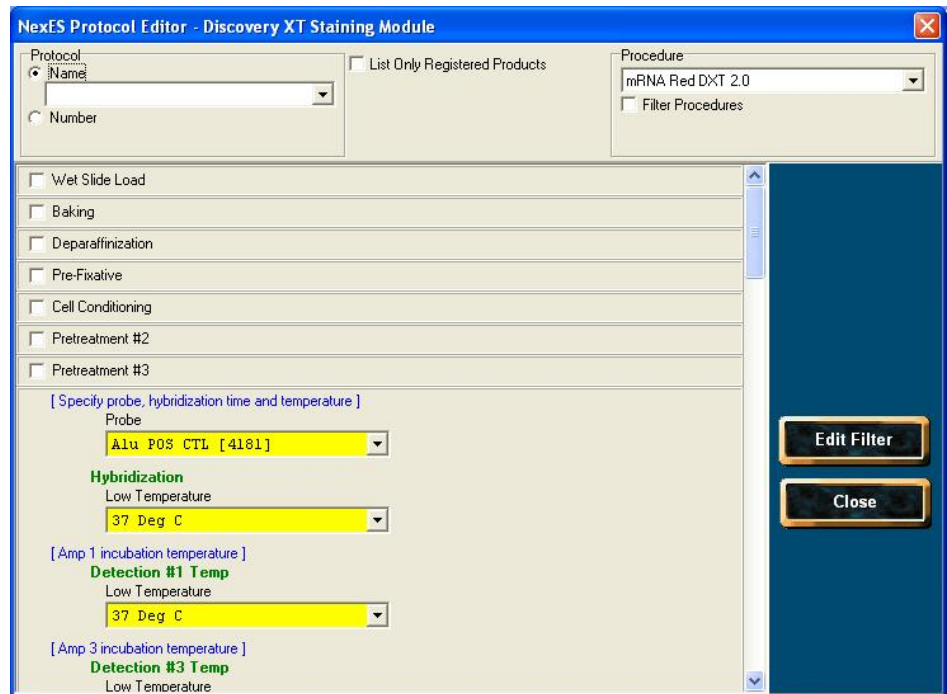 NexES Protocol Editor - Discovery XT Staining Module
Protocol
Name
Number
List Only Registered Products
Procedure
mRNA Red DXT 2.0
Filter Procedures
Wet Slide Load
Baking
Deparaffinization
Pre-Fixative
Cell Conditioning
Pretreatment #2
Pretreatment #3
[ Specify probe, hybridization time and temperature ]
Probe
Alu POS CTL [4181]
Hybridization
Low Temperature
37 Deg C
[ Amp 1 incubation temperature ]
Detection #1 Temp
Low Temperature
37 Deg C
[ Amp 3 incubation temperature ]
Detection #3 Temp
Low Temperature
Edit Filter
Close